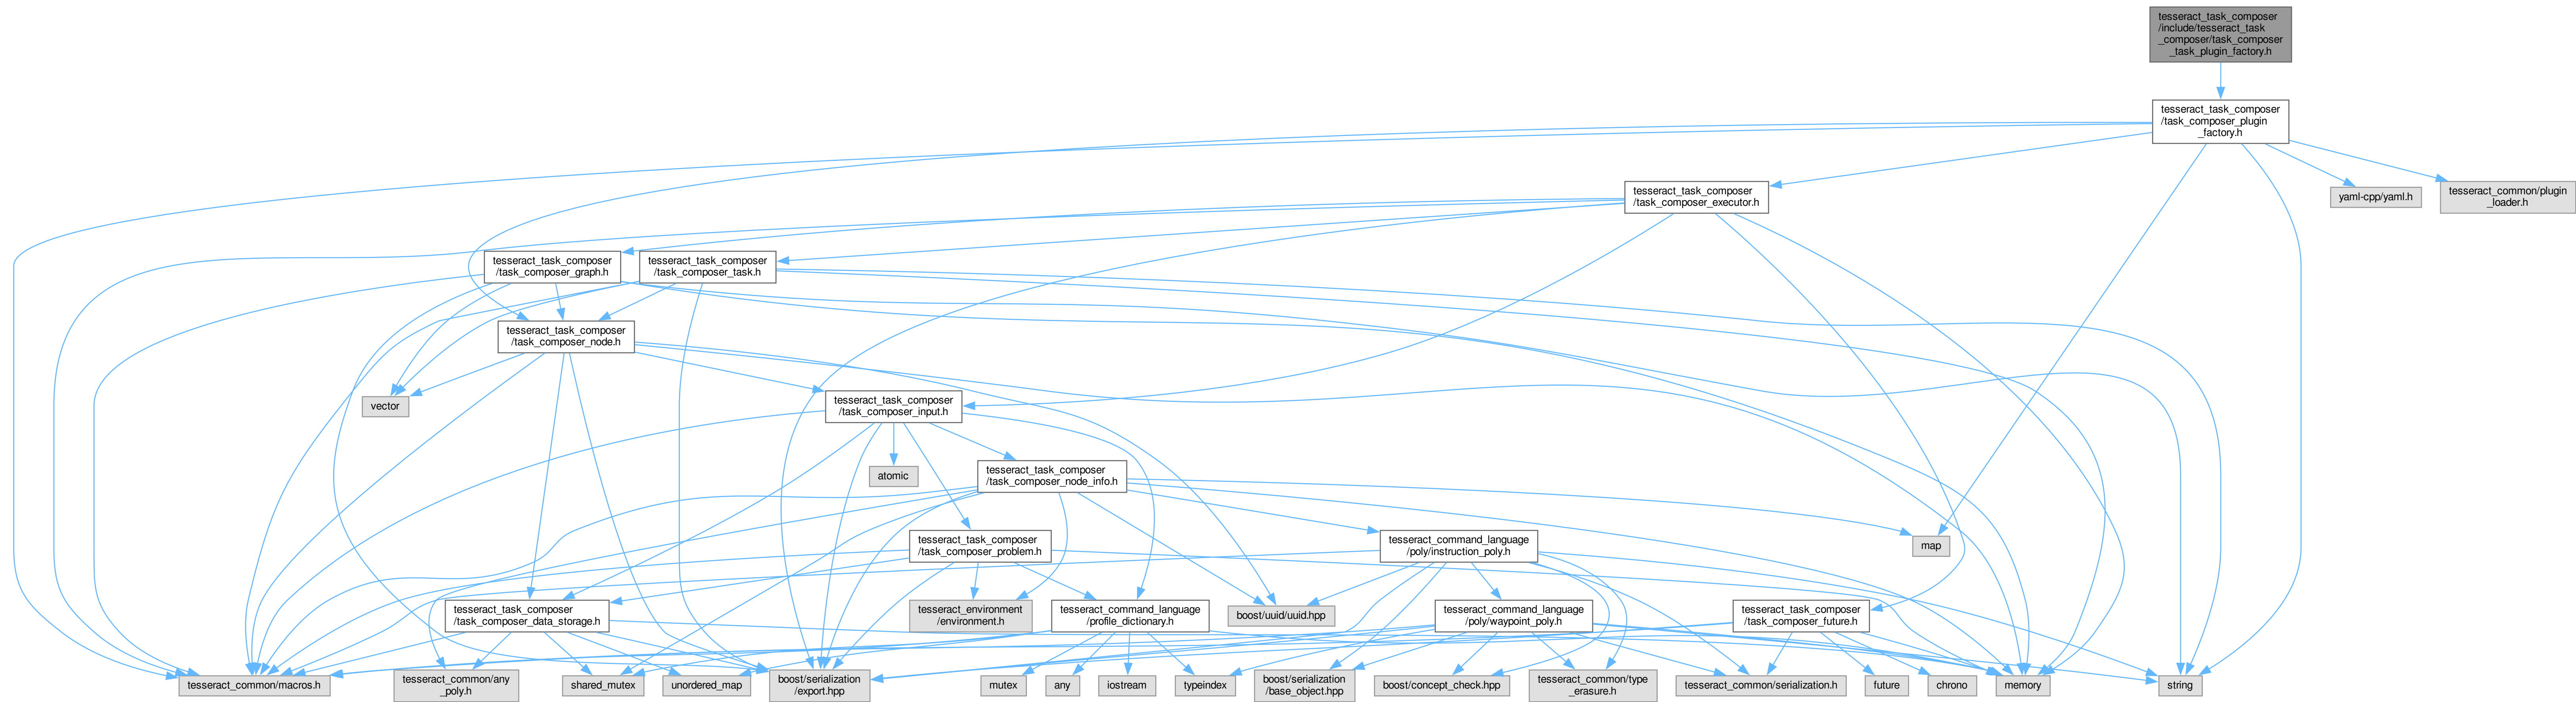 tesseract_task_composer
/include/tesseract_task
_composer/task_composer
_task_plugin_factory.h
tesseract_task_composer
/task_composer_plugin
_factory.h
tesseract_task_composer
/task_composer_executor.h
yaml-cpp/yaml.h
tesseract_common/plugin
_loader.h
tesseract_task_composer
/task_composer_graph.h
tesseract_task_composer
/task_composer_task.h
tesseract_task_composer
/task_composer_node.h
vector
tesseract_task_composer
/task_composer_input.h
atomic
tesseract_task_composer
/task_composer_node_info.h
tesseract_task_composer
/task_composer_problem.h
tesseract_command_language
/poly/instruction_poly.h
map
tesseract_task_composer
/task_composer_data_storage.h
tesseract_environment
/environment.h
tesseract_command_language
/profile_dictionary.h
boost/uuid/uuid.hpp
tesseract_command_language
/poly/waypoint_poly.h
tesseract_task_composer
/task_composer_future.h
tesseract_common/macros.h
tesseract_common/any
_poly.h
shared_mutex
unordered_map
boost/serialization
/export.hpp
mutex
any
iostream
typeindex
boost/serialization
/base_object.hpp
boost/concept_check.hpp
tesseract_common/type
_erasure.h
tesseract_common/serialization.h
future
chrono
memory
string